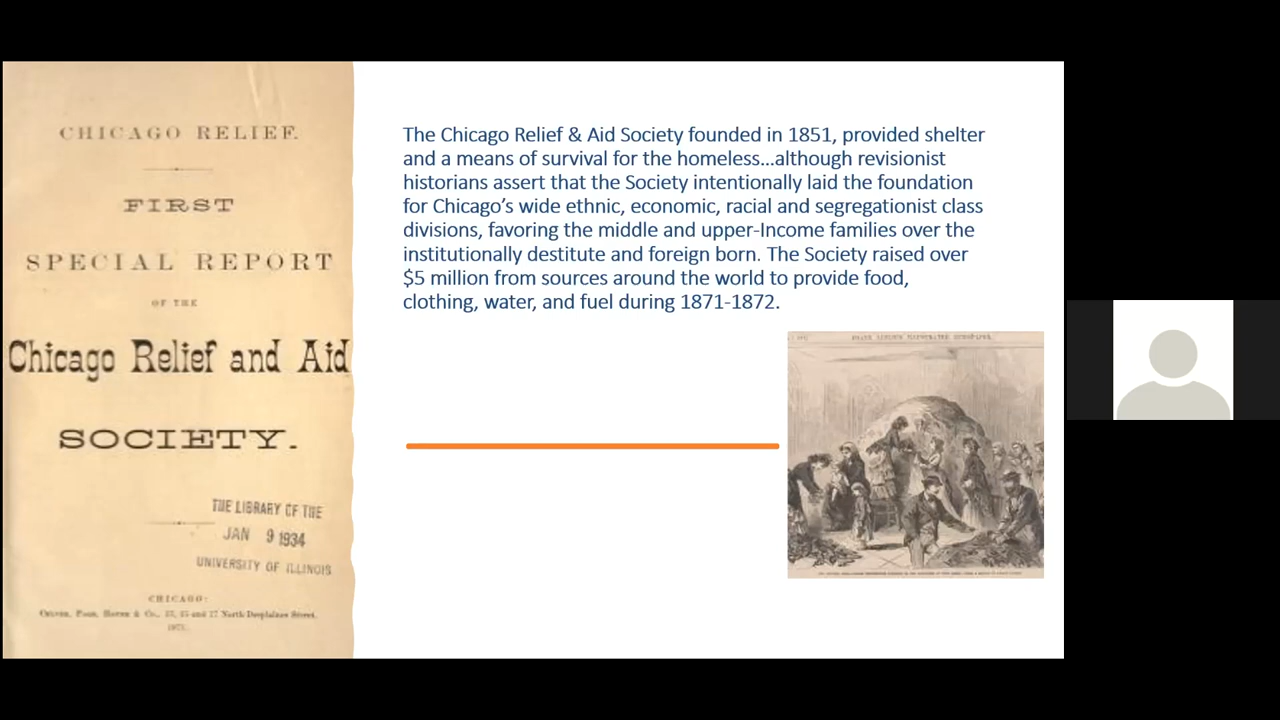 CHICAGO RELIEF.
FIRST
SPECIAL REPORT
OF THE
Chicago Relief and Aid
SOCIETY.
THE LIBRARY OF THE
JAN 9 1934
UNIVERSITY OF ILLINOIS
CHICAGO:
North Desplaines Street.
1871.
The Chicago Relief & Aid Society founded in 1851, provided shelter
and a means of survival for the homeless…although revisionist
historians assert that the Society intentionally laid the foundation
for Chicago’s wide ethnic, economic, racial and segregationist class
divisions, favoring the middle and upper-Income families over the
institutionally destitute and foreign born. The Society raised over
$5 million from sources around the world to provide food,
clothing, water, and fuel during 1871-1872.
FRANK LESLIE'S ILLUSTRATED NEWSPAPER.